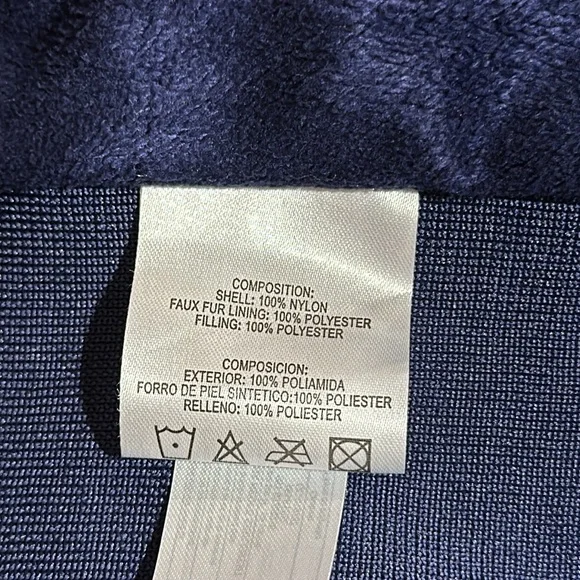 COMPOSITION:
SHELL: 100% NYLON
FAUX FUR LINING: 100% POLYESTER
FILLING: 100% POLYESTER
COMPOSICION:
EXTERIOR: 100% POLIAMIDA
FORRO DE PIEL SINTETICO:100% POLIESTER
RELLENO: 100% POLIESTER